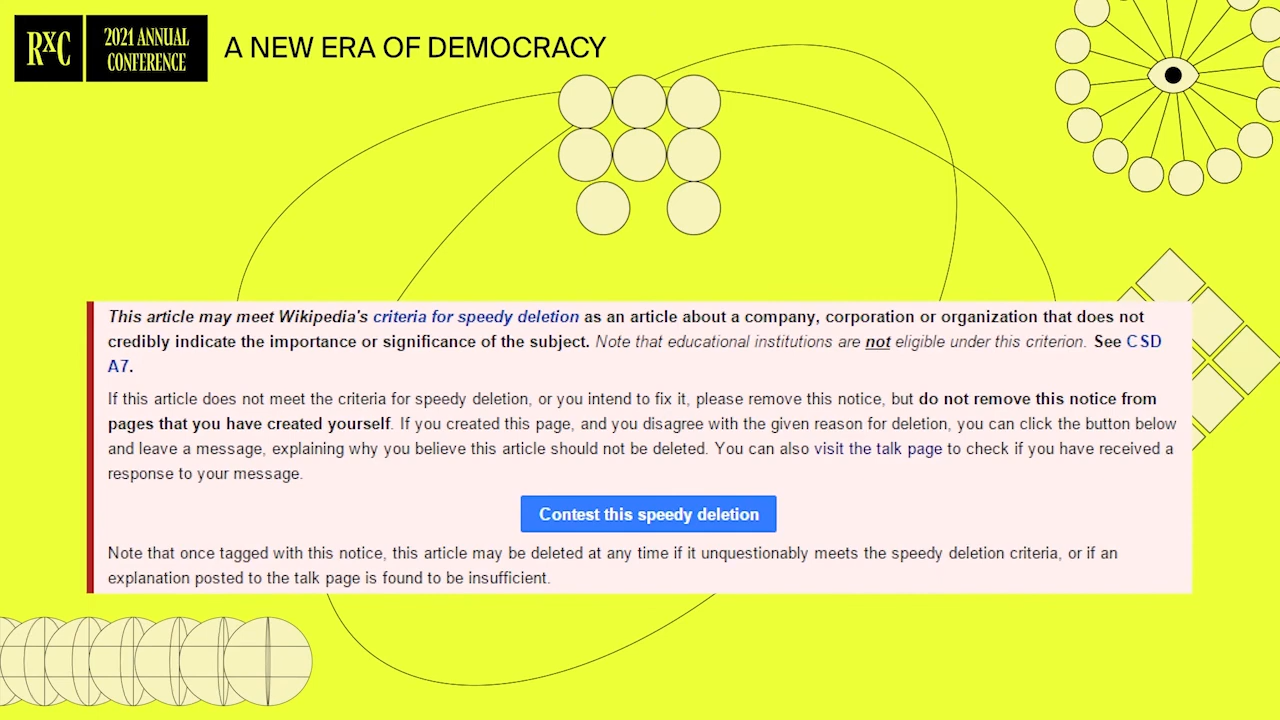 RxC
2021 ANNUAL
CONFERENCE
A NEW ERA OF DEMOCRACY
This article may meet Wikipedia's criteria for speedy deletion as an article about a company, corporation or organization that does not
credibly indicate the importance or significance of the subject. Note that educational institutions are not eligible under this criterion. See CSD
A7.
If this article does not meet the criteria for speedy deletion, or you intend to fix it, please remove this notice, but do not remove this notice from
pages that you have created yourself. If you created this page, and you disagree with the given reason for deletion, you can click the button below
and leave a message, explaining why you believe this article should not be deleted. You can also visit the talk page to check if you have received a
response to your message.
Contest this speedy deletion
Note that once tagged with this notice, this article may be deleted at any time if it unquestionably meets the speedy deletion criteria, or if an
explanation posted to the talk page is found to be insufficient.